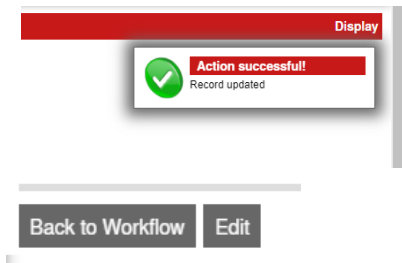 Display
Action successful!
Record updated
Back to Workflow Edit